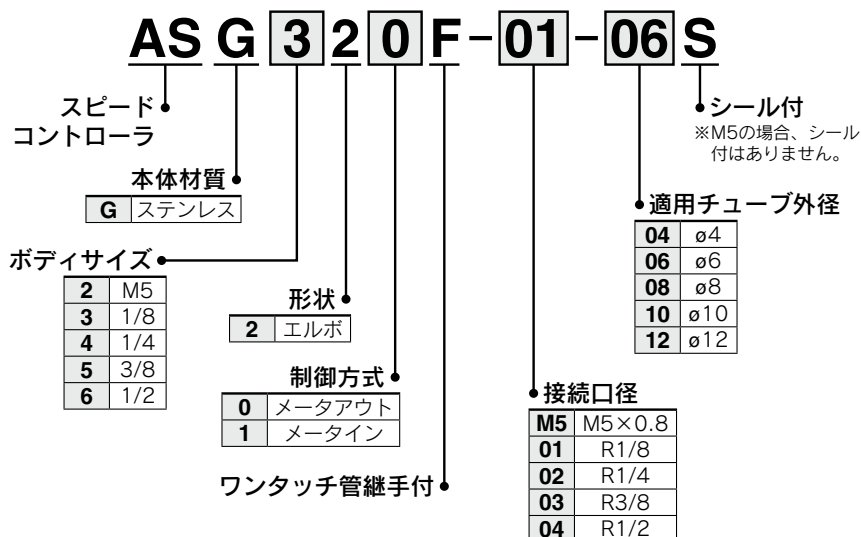 ASG320F-01-06S
スピード
コントローラ
シール付
※M5の場合、シール
付はありません。
本体材質
G ステンレス
適用チューブ外径
04 ø4
06 ø6
08 ø8
10 ø10
12 ø12
ボディサイズ
2 M5
3 1/8
4 1/4
5 3/8
6 1/2
形状
2 エルボ
制御方式
0 メータアウト
1 メータイン
接続口径
M5 M5×0.8
01 R1/8
02 R1/4
03 R3/8
04 R1/2
ワンタッチ管継手付